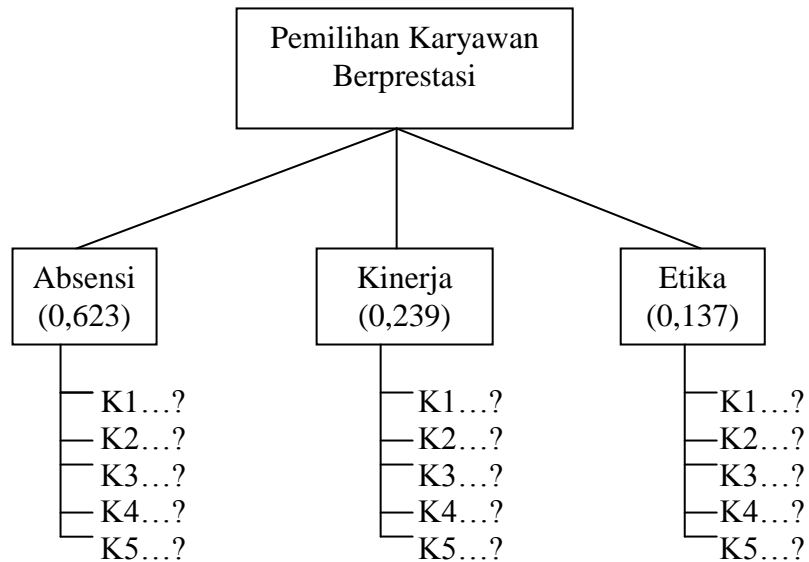 Pemilihan Karyawan
Berprestasi
Absensi
(0,623)
K1…?
K2…?
K3…?
K4…?
K5…?
Kinerja
(0,239)
K1…?
K2…?
K3…?
K4…?
K5…?
Etika
(0,137)
K1…?
K2…?
K3…?
K4…?
K5…?